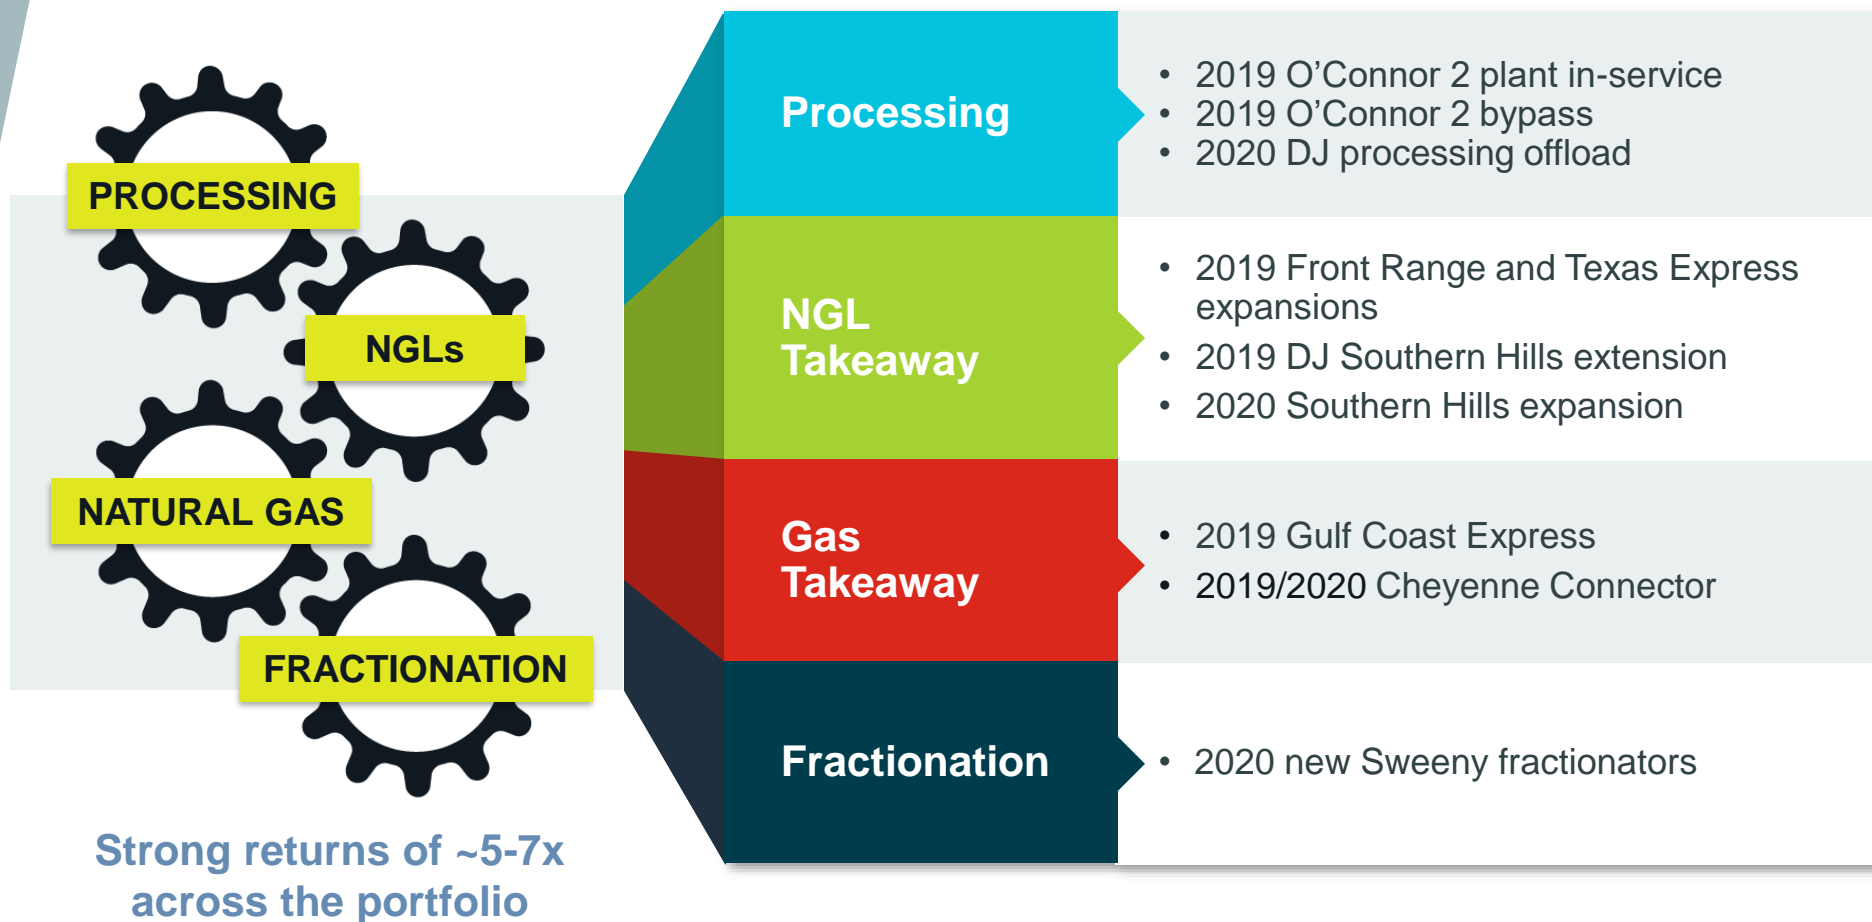 PROCESSING
NGLs
NATURAL GAS
FRACTIONATION
Strong returns of ~5-7x
across the portfolio
Processing
• 2019 O’Connor 2 plant in-service
• 2019 O’Connor 2 bypass
• 2020 DJ processing offload
NGL
Takeaway
• 2019 Front Range and Texas Express
expansions
• 2019 DJ Southern Hills extension
• 2020 Southern Hills expansion
Gas
Takeaway
• 2019 Gulf Coast Express
• 2019/2020 Cheyenne Connector
Fractionation
• 2020 new Sweeny fractionators